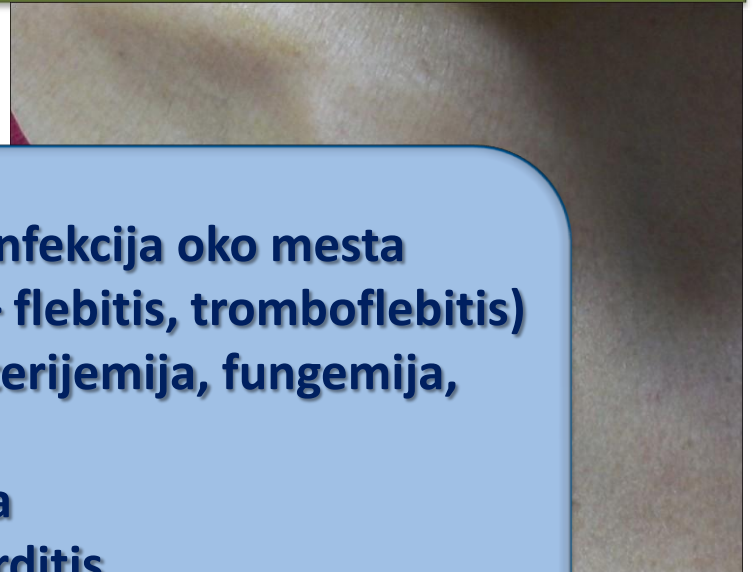 nfekcija oko mesta
flebitis, tromboflebitis)
erijemija, fungemija,
a
rditis